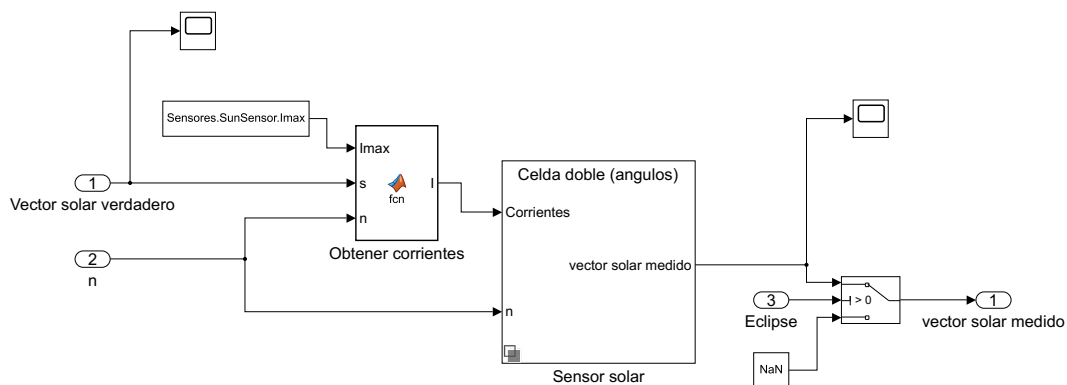 Sensores.SunSensor.Imax
Imax
s
n
I
fcn
Obtener corrientes
1
Vector solar verdadero
2
n
Celda doble (angulos)
Corrientes
vector solar medido
n
Sensor solar
3
Eclipse
> 0
NaN
1
vector solar medido